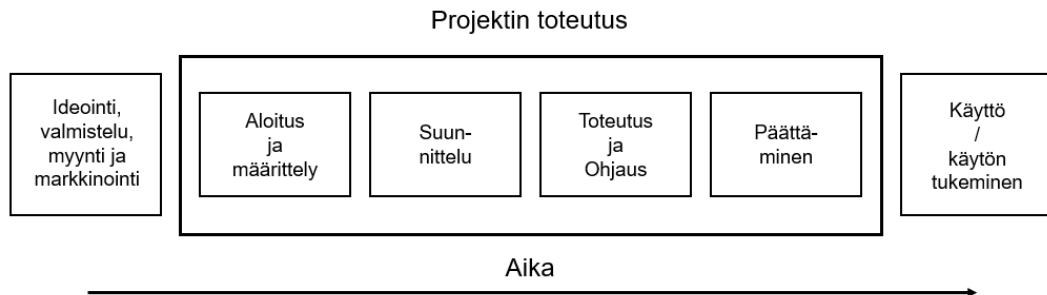 Projektin toteutus
Ideointi,
valmistelu,
myynti ja
markkinointi
Aloitus
ja
määrittely
Suun-
nittelu
Toteutus
ja
Ohjaus
Päättä-
minen
Käyttö
/
käytön
tukeminen
Aika